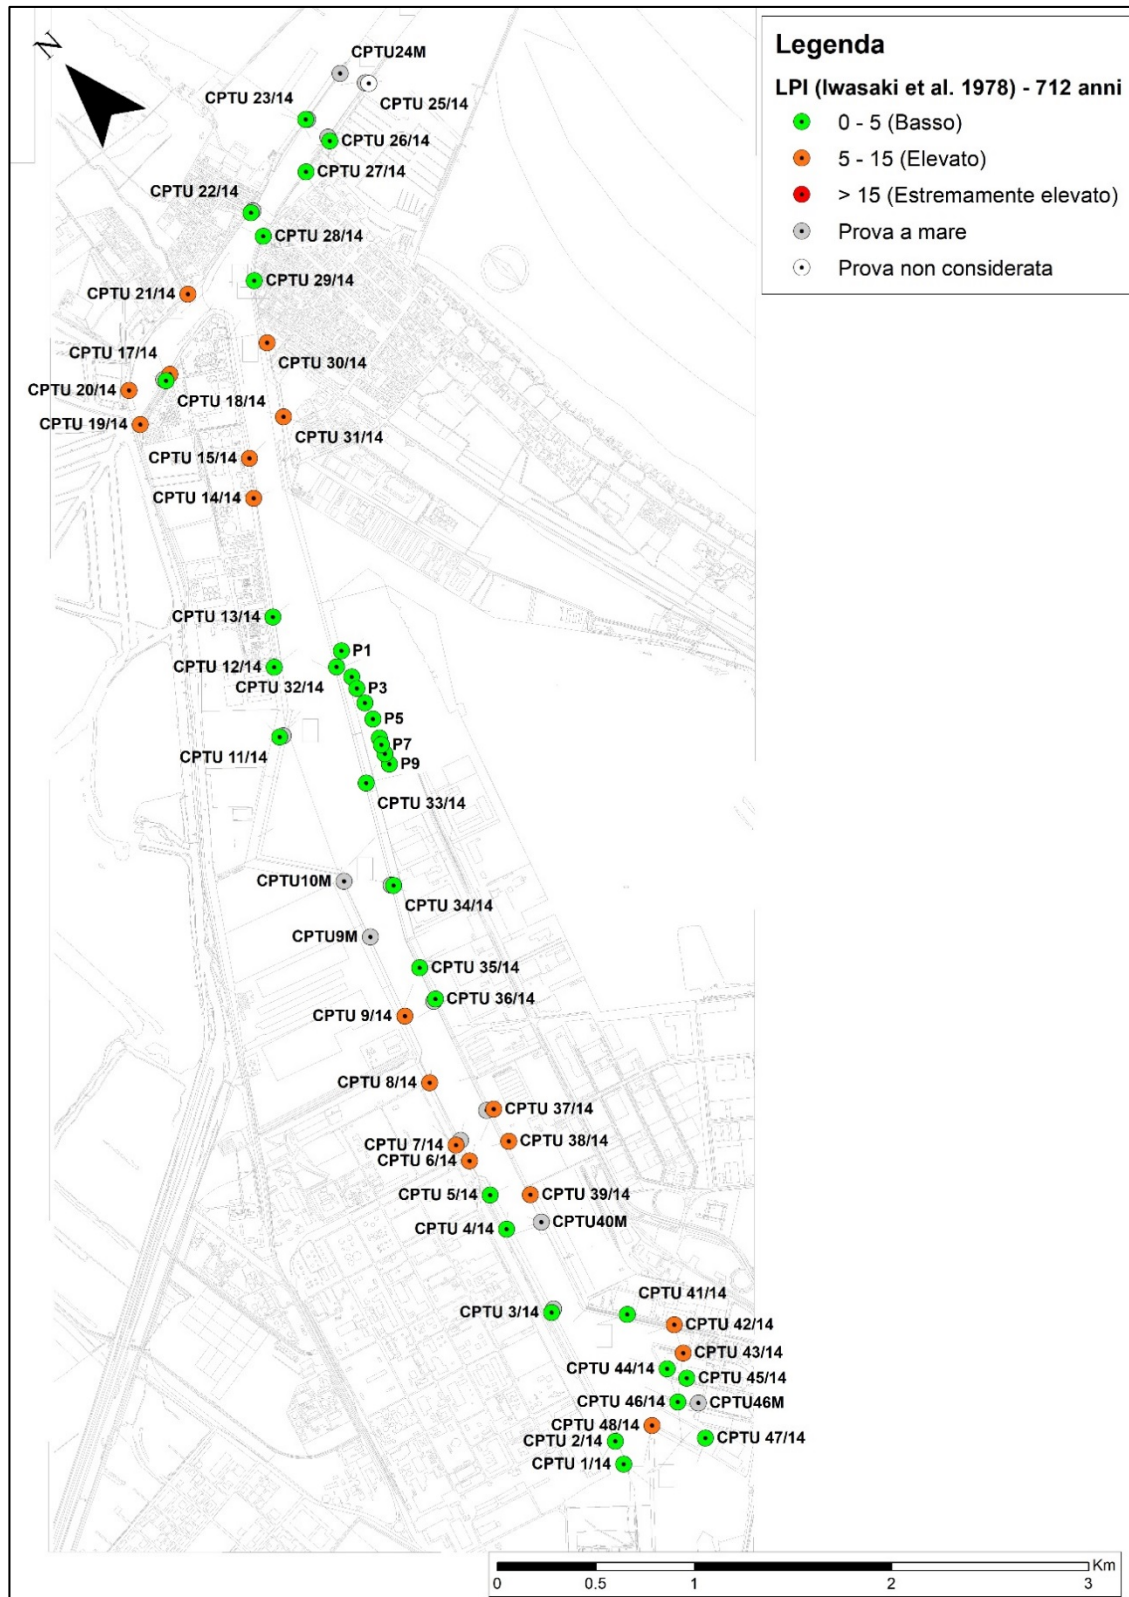 N
CPTU24M
CPTU 23/14
CPTU 25/14
CPTU 26/14
CPTU 27/14
CPTU 22/14
CPTU 28/14
CPTU 29/14
CPTU 21/14
CPTU 17/14
CPTU 30/14
CPTU 20/14
CPTU 18/14
CPTU 19/14
CPTU 31/14
CPTU 15/14
CPTU 14/14
CPTU 13/14
P1
CPTU 12/14
CPTU 32/14
P3
P5
P7
CPTU 11/14
P9
CPTU 33/14
CPTU10M
CPTU 34/14
CPTU9M
CPTU 35/14
CPTU 36/14
CPTU 9/14
CPTU 8/14
CPTU 37/14
CPTU 7/14
CPTU 38/14
CPTU 6/14
CPTU 5/14
CPTU 39/14
CPTU 4/14
CPTU40M
CPTU 3/14
CPTU 41/14
CPTU 42/14
CPTU 43/14
CPTU 44/14
CPTU 45/14
CPTU 46/14
CPTU46M
CPTU 48/14
CPTU 2/14
CPTU 47/14
CPTU 1/14
Legenda
LPI (Iwasaki et al. 1978) - 712 anni
0 - 5 (Basso)
5 - 15 (Elevato)
> 15 (Estremamente elevato)
Prova a mare
Prova non considerata
Km
0 0.5 1 2 3